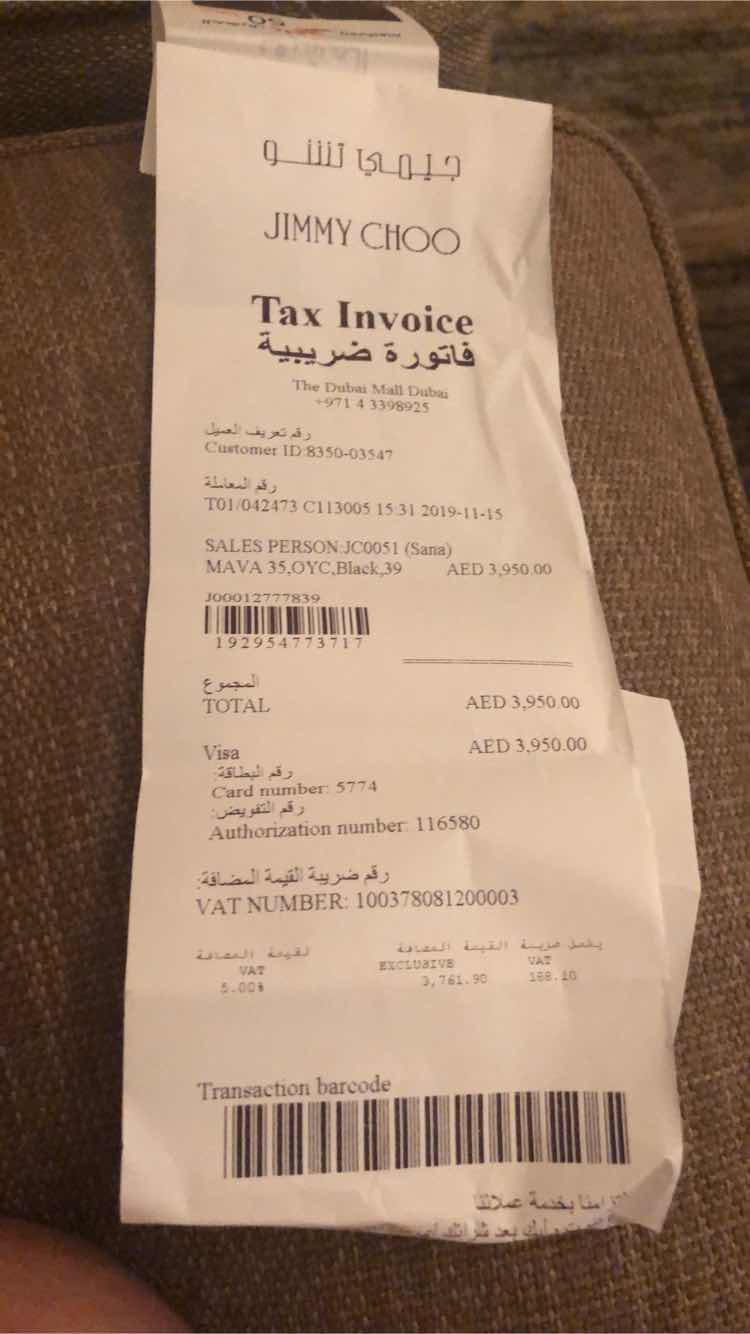 جيمي تشو
JIMMY CHOO
Tax Invoice
فاتورة ضريبية
The Dubai Mall Dubai
+971 4 3398925
رقم تعريف العميل
Customer ID:8350-03547
رقم المعاملة
T01/042473 C113005 15:31 2019-11-15
SALES PERSON:JC0051 (Sana)
MAVA 35,OYC,Black,39 AED 3,950.00
J00012777839
192954773717
المجموع
TOTAL AED 3,950.00
Visa AED 3,950.00
رقم البطاقة:
Card number: 5774
رقم التفويض:
Authorization number: 116580
رقم ضريبة القيمة المضافة:
VAT NUMBER: 100378081200003
لقيمة المضافة القيمة المضافة يشمل ضريبة
VAT EXCLUSIVE VAT
5.00% 3,761.90 188.10
Transaction barcode
بخدمة عملائنا
بعد